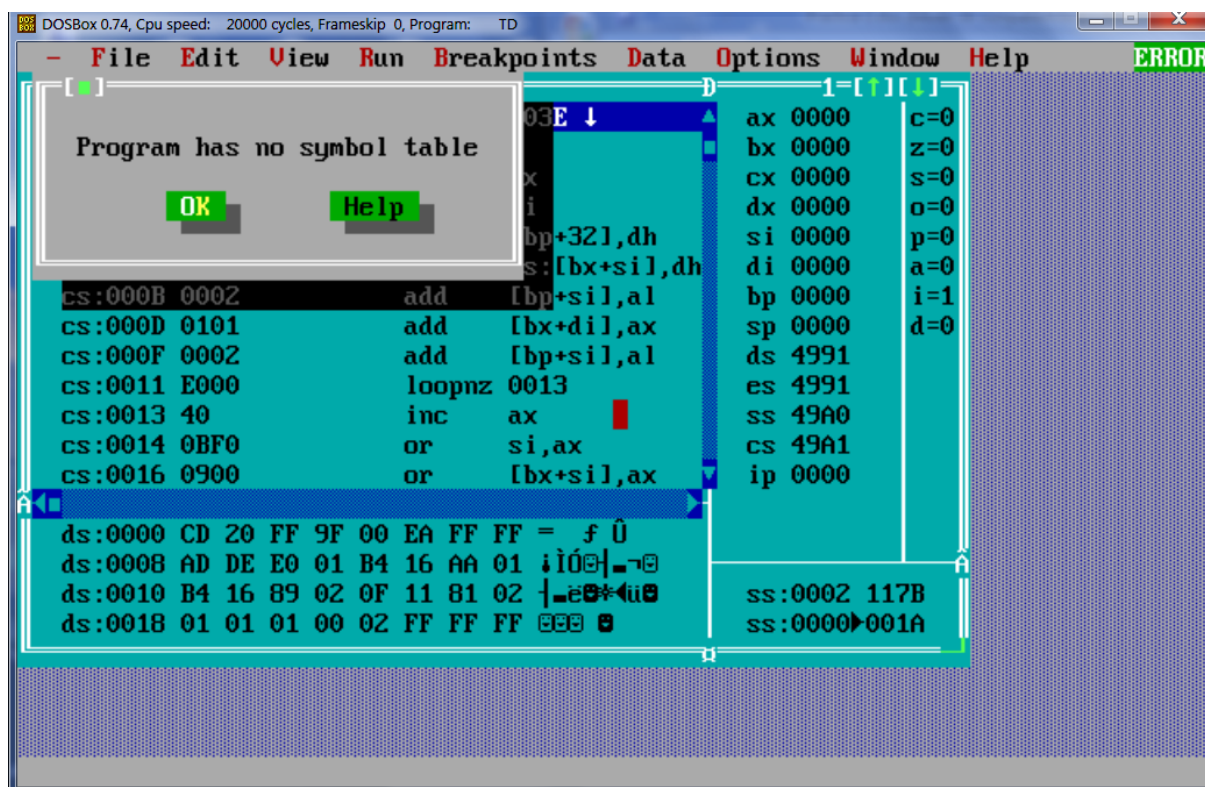 DOSBox 0.74, Cpu speed: 20000 cycles, Frameskip 0, Program: TD
- File Edit View Run Breakpoints Data Options Window Help ERROR
1=[↑][↓]
Program has no symbol table
OK Help
03E ↓
x
i
bp+32],dh
s:[bx+si],dh
cs:000B 0002 add [bp+si],al
cs:000D 0101 add [bx+di],ax
cs:000F 0002 add [bp+si],al
cs:0011 E000 loopnz 0013
cs:0013 40 inc ax
cs:0014 0BF0 or si,ax
cs:0016 0900 or [bx+si],ax
ax 0000 c=0
bx 0000 z=0
cx 0000 s=0
dx 0000 o=0
si 0000 p=0
di 0000 a=0
bp 0000 i=1
sp 0000 d=0
ds 4991
es 4991
ss 49A0
cs 49A1
ip 0000
ds:0000 CD 20 FF 9F 00 EA FF FF = ƒ Û
ds:0008 AD DE E0 01 B4 16 AA 01
ds:0010 B4 16 89 02 0F 11 81 02
ds:0018 01 01 01 00 02 FF FF FF
ss:0002 117B
ss:0000▶001A